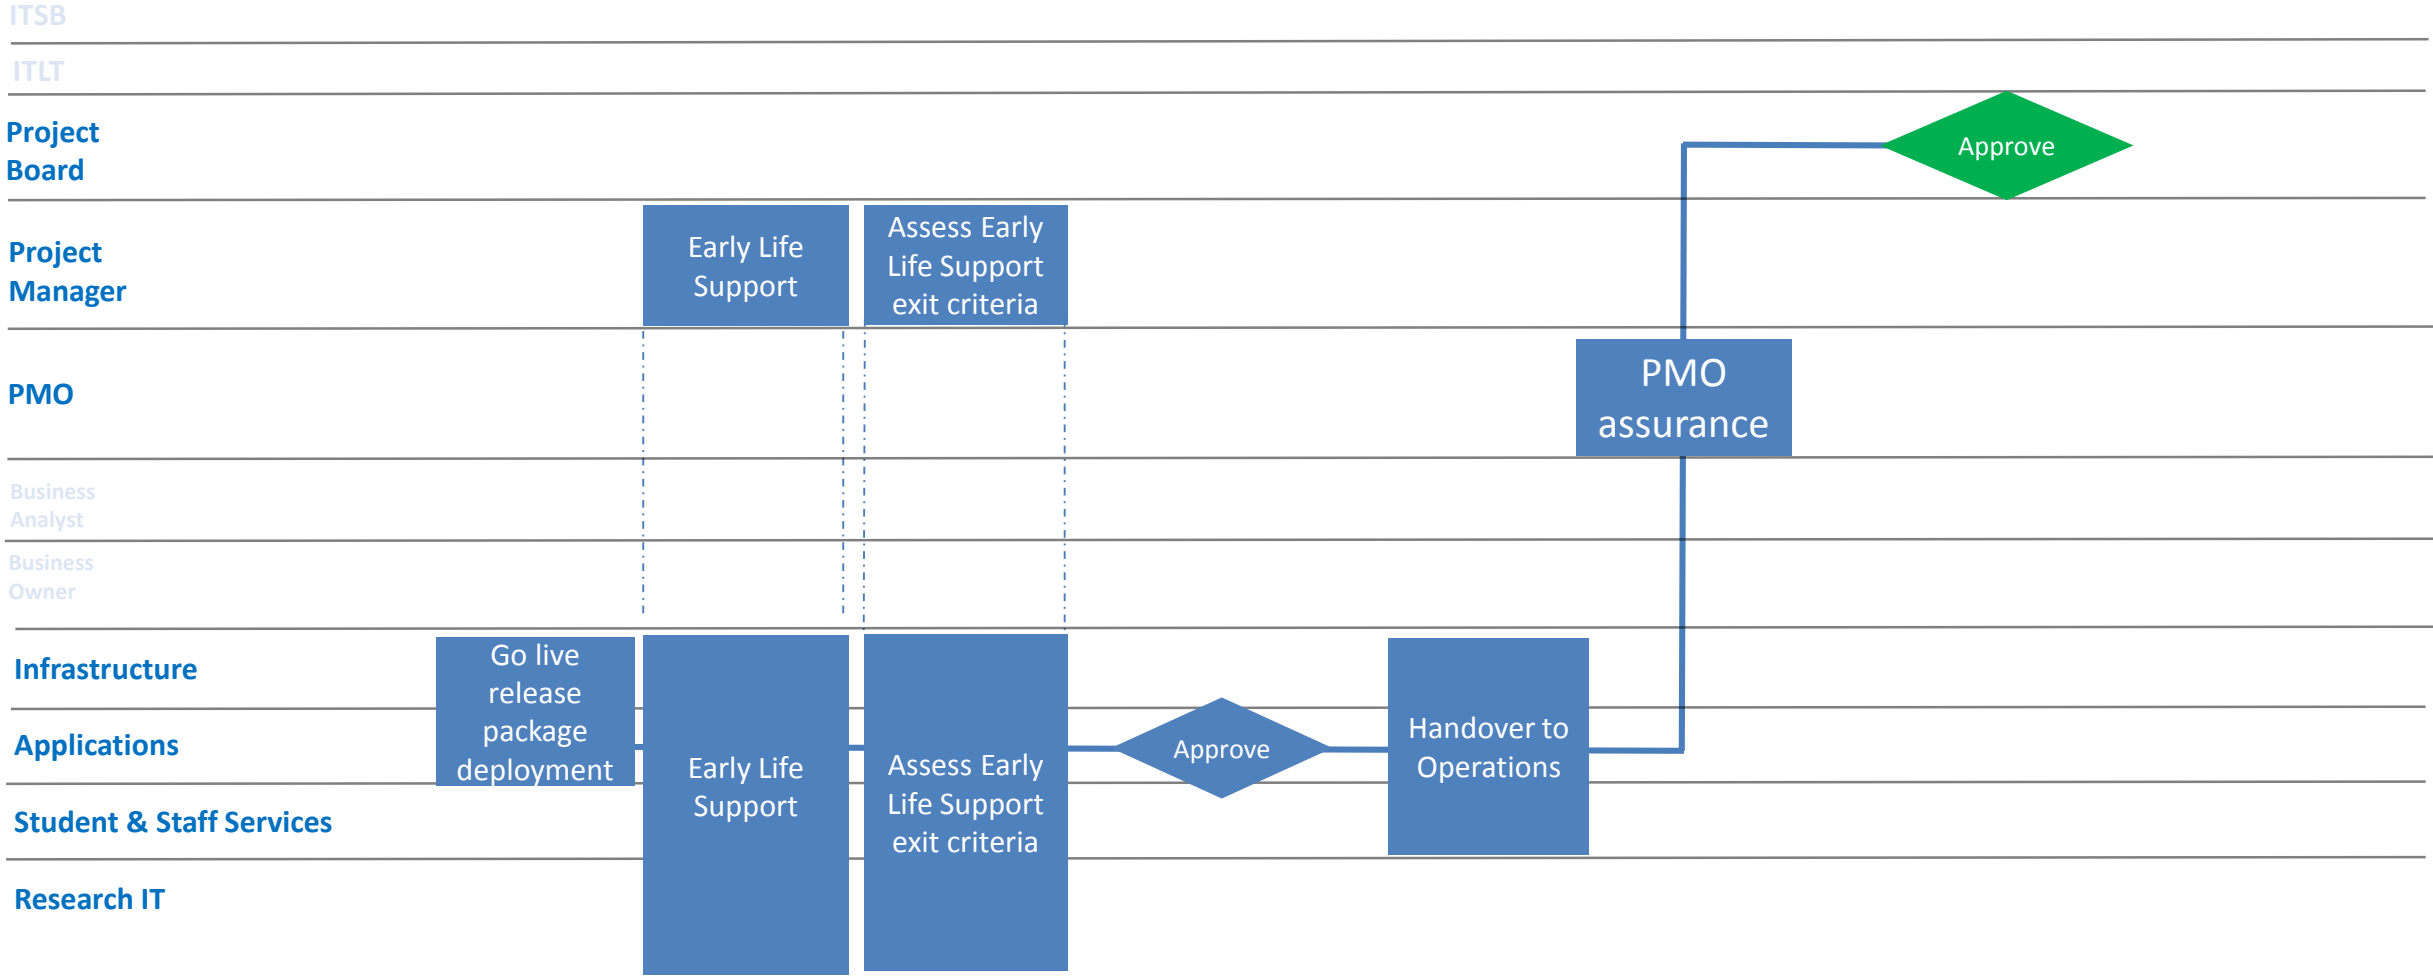 ITSB
ITLT
Project
Board
Approve
Project
Manager
Early Life
Support
Assess Early
Life Support
exit criteria
PMO
PMO
assurance
Business
Analyst
Business
Owner
Infrastructure
Applications
Student & Staff Services
Research IT
Go live
release
package
deployment
Early Life
Support
Assess Early
Life Support
exit criteria
Approve
Handover to
Operations